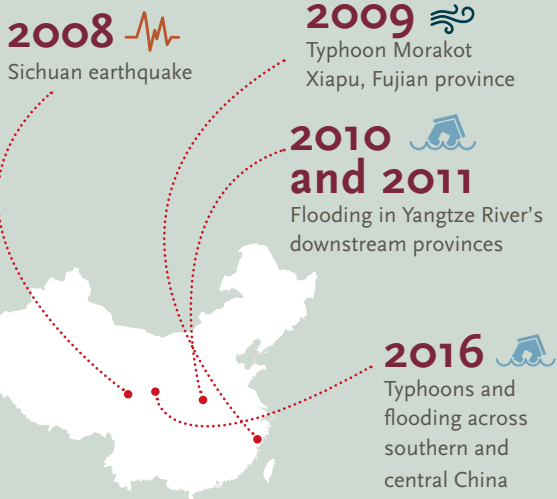 2008
Sichuan earthquake
2009
Typhoon Morakot
Xiapu, Fujian province
2010
and 2011
Flooding in Yangtze River’s
downstream provinces
2016
Typhoons and
flooding across
southern and
central China